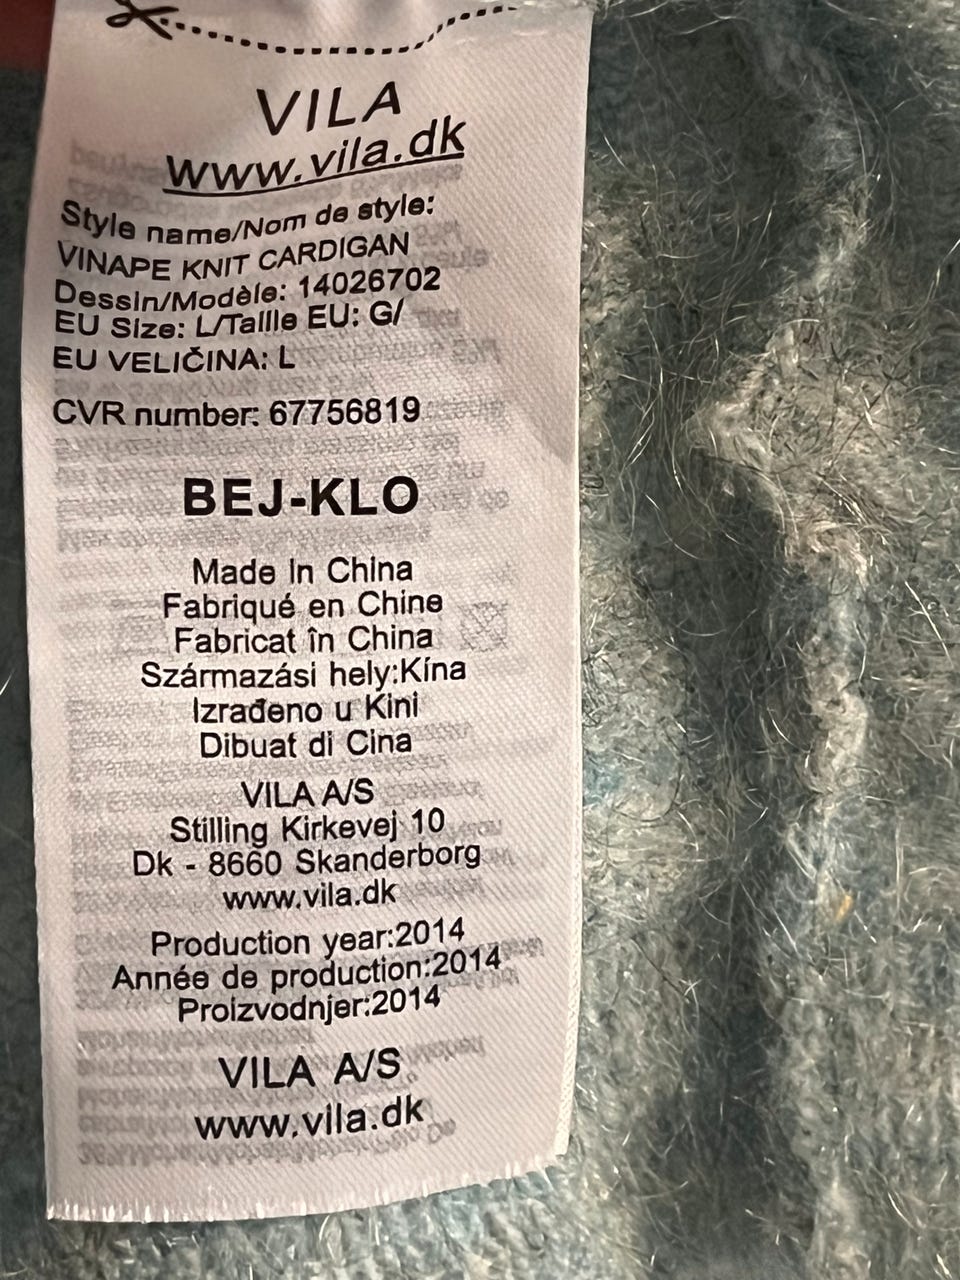 VILA
www.vila.dk
Style name/Nom de style:
VINAPE KNIT CARDIGAN
Dessin/Modèle: 14026702
EU Size: L/Taille EU: G/
EU VELIČINA: L
CVR number: 67756819
BEJ-KLO
Made in China
Fabriqué en Chine
Fabricat în China
Származási hely:Kína
Izrađeno u Kini
Dibuat di Cina
VILA A/S
Stilling Kirkevej 10
Dk - 8660 Skanderborg
www.vila.dk
Production year:2014
Année de production:2014
Proizvodnjer:2014
VILA A/S
www.vila.dk